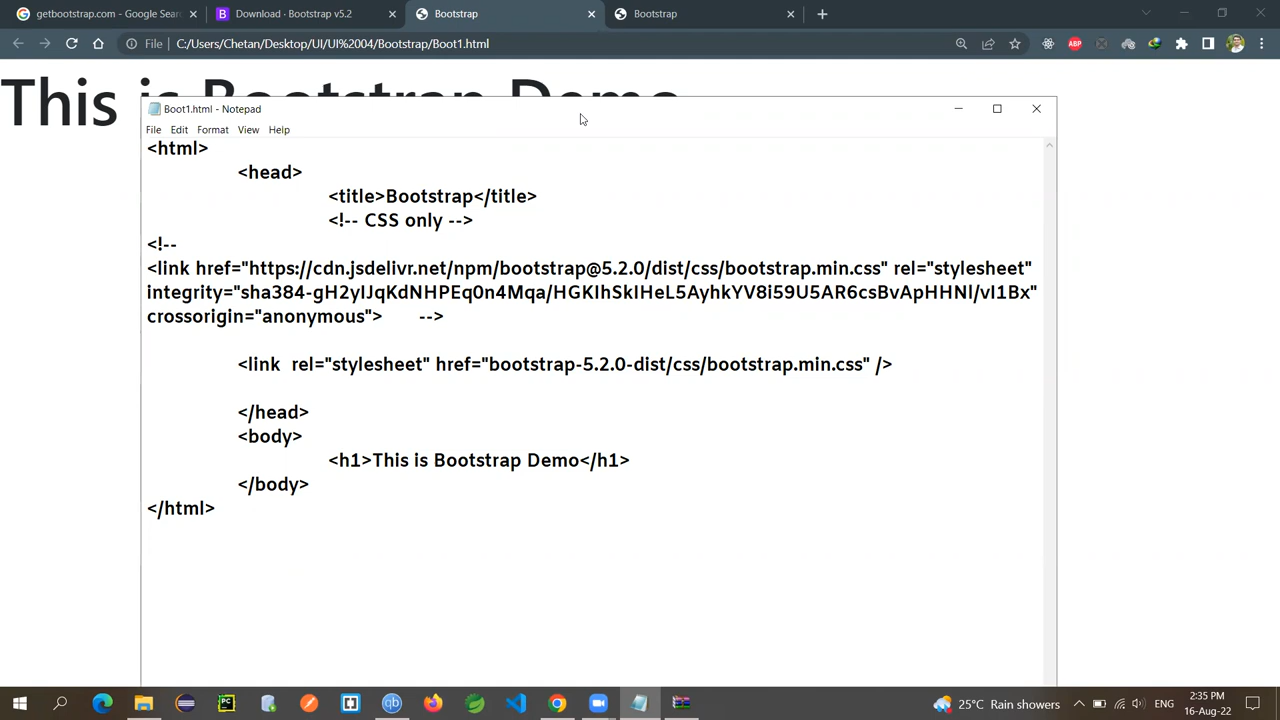 getbootstrap.com - Google Searc
Download · Bootstrap v5.2
Bootstrap
Bootstrap
File
C:/Users/Chetan/Desktop/UI/UI%2004/Bootstrap/Boot1.html
ABP
This is Bootstrap Demo
Boot1.html - Notepad
File Edit Format View Help
<html>
<head>
<title>Bootstrap</title>
<!-- CSS only -->
<!--
<link href="https://cdn.jsdelivr.net/npm/bootstrap@5.2.0/dist/css/bootstrap.min.css" rel="stylesheet"
integrity="sha384-gH2yIJqKdNHPEq0n4Mqa/HGKIhSkIHeL5AyhkYV8i59U5AR6csBvApHHNl/vI1Bx"
crossorigin="anonymous"> -->
<link rel="stylesheet" href="bootstrap-5.2.0-dist/css/bootstrap.min.css" />
</head>
<body>
<h1>This is Bootstrap Demo</h1>
</body>
</html>
PC
qb
25°C Rain showers
ENG
2:35 PM
16-Aug-22